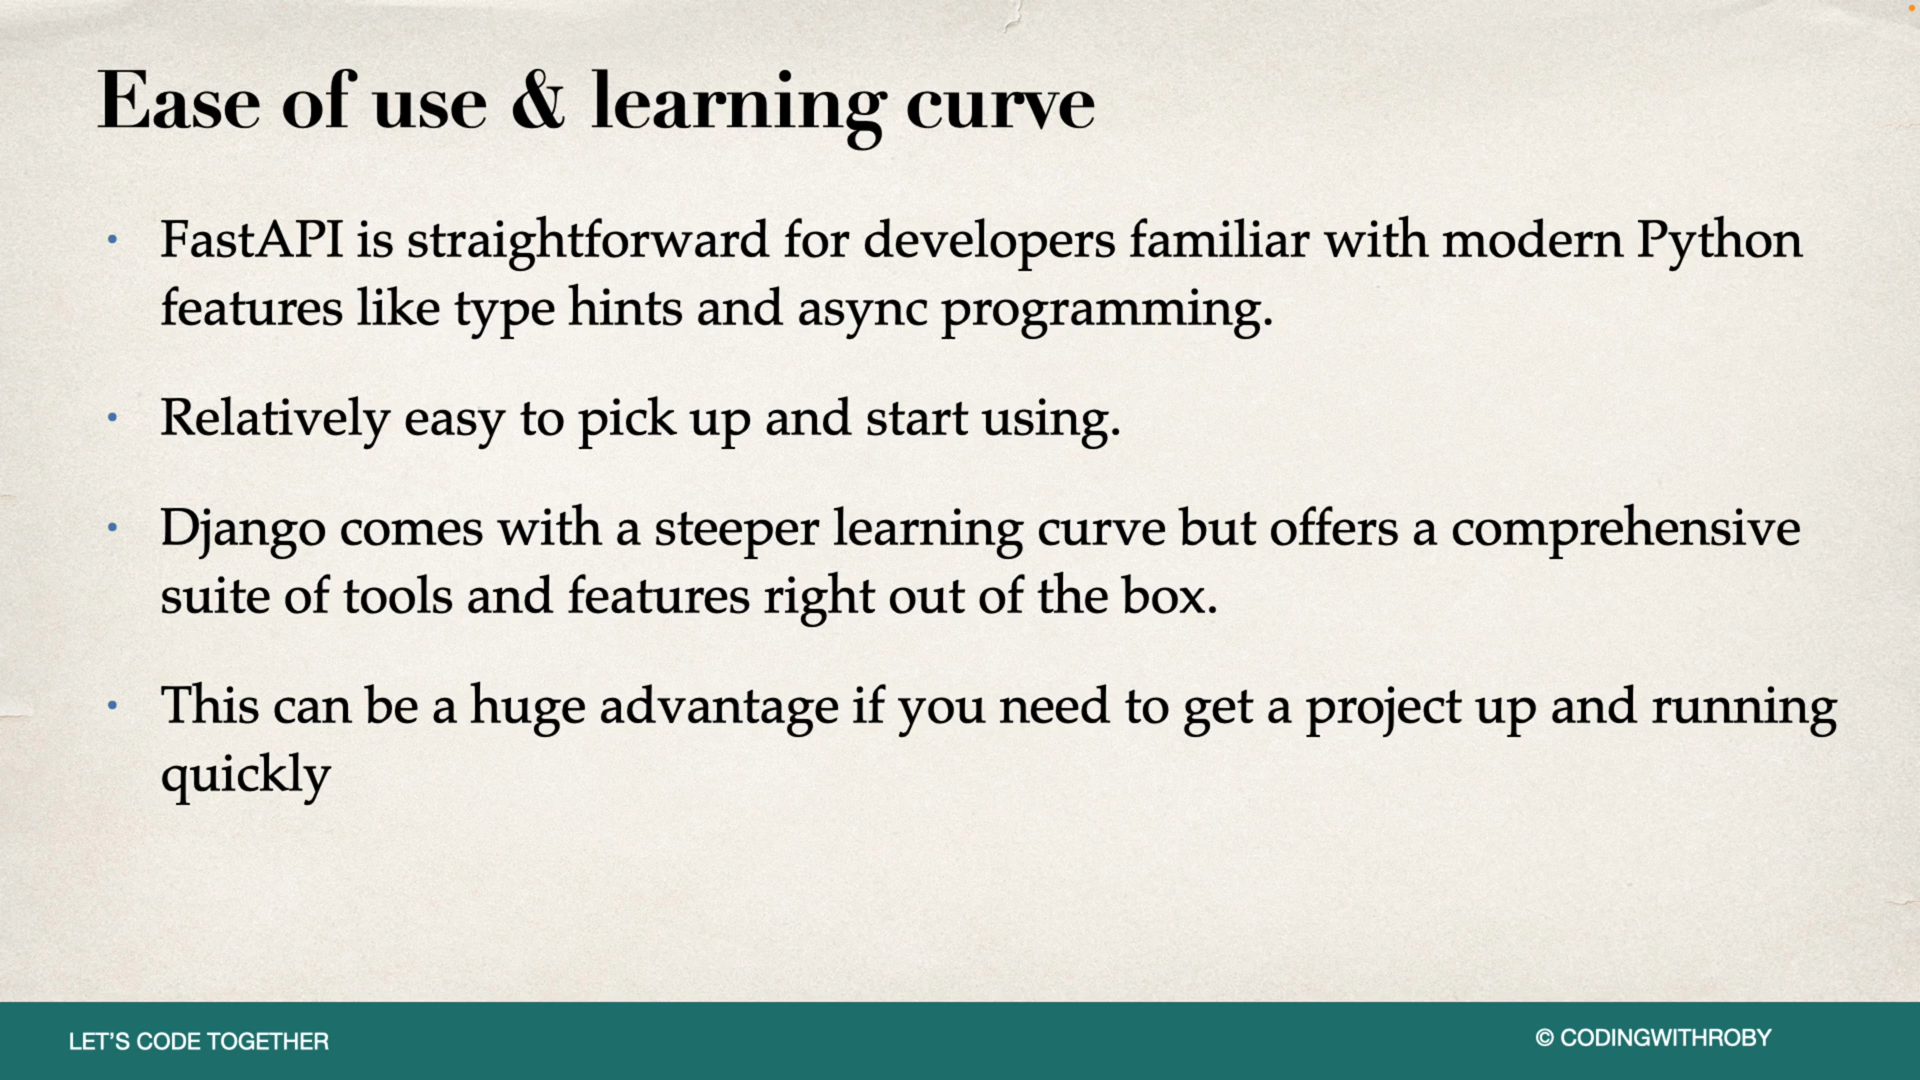 Ease of use & learning curve
• FastAPI is straightforward for developers familiar with modern Python
features like type hints and async programming.
• Relatively easy to pick up and start using.
• Django comes with a steeper learning curve but offers a comprehensive
suite of tools and features right out of the box.
• This can be a huge advantage if you need to get a project up and running
quickly
LET’S CODE TOGETHER
© CODINGWITHROBY